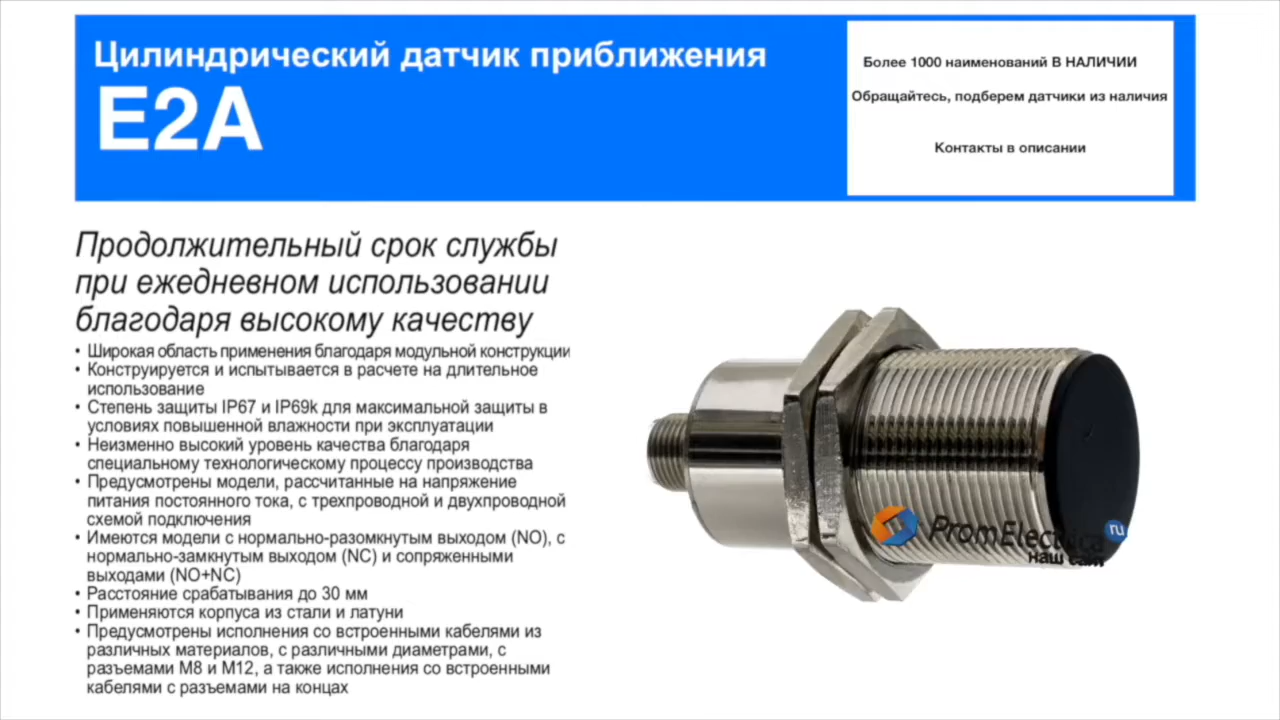 Цилиндрический датчик приближения
E2A
Более 1000 наименований В НАЛИЧИИ
Обращайтесь, подберем датчики из наличия
Контакты в описании
Продолжительный срок службы
при ежедневном использовании
благодаря высокому качеству
• Широкая область применения благодаря модульной конструкции
• Конструируется и испытывается в расчете на длительное
использование
• Степень защиты IP67 и IP69k для максимальной защиты в
условиях повышенной влажности при эксплуатации
• Неизменно высокий уровень качества благодаря
специальному технологическому процессу производства
• Предусмотрены модели, рассчитанные на напряжение
питания постоянного тока, с трехпроводной и двухпроводной
схемой подключения
• Имеются модели с нормально-разомкнутым выходом (NO), с
нормально-замкнутым выходом (NC) и сопряженными
выходами (NO+NC)
• Расстояние срабатывания до 30 мм
• Применяются корпуса из стали и латуни
• Предусмотрены исполнения со встроенными кабелями из
различных материалов, с различными диаметрами, с
разъемами M8 и M12, а также исполнения со встроенными
кабелями с разъемами на концах
PromElectrica ru
наш сайт